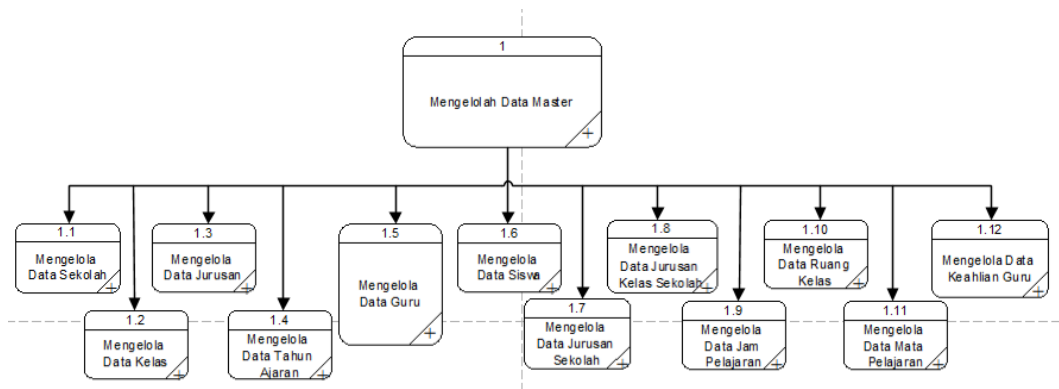 1
Mengelolah Data Master
1.1
Mengelola
Data Sekolah
1.2
Mengelola
Data Kelas
1.3
Mengelola
Data Jurusan
1.4
Mengelola
Data Tahun
Ajaran
1.5
Mengelola
Data Guru
1.6
Mengelola
Data Siswa
1.7
Mengelola
Data Jurusan
Sekolah
1.8
Mengelola
Data Jurusan
Kelas Sekolah
1.9
Mengelola
Data Jam
Pelajaran
1.10
Mengelola
Data Ruang
Kelas
1.11
Mengelola
Data Mata
Pelajaran
1.12
Mengelola Data
Keahlian Guru